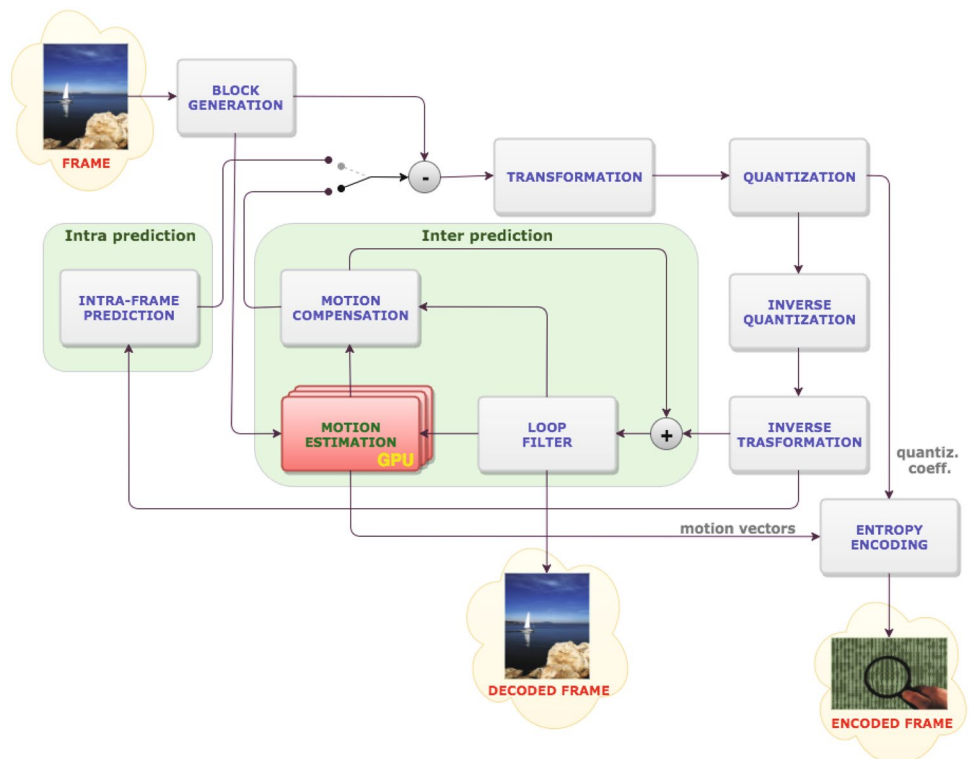 FRAME
BLOCK
GENERATION
-
TRANSFORMATION
QUANTIZATION
Intra prediction
INTRA-FRAME
PREDICTION
Inter prediction
MOTION
COMPENSATION
INVERSE
QUANTIZATION
MOTION
ESTIMATION
GPU
LOOP
FILTER
+
INVERSE
TRASFORMATION
quantiz.
coeff.
motion vectors
ENTROPY
ENCODING
DECODED FRAME
ENCODED FRAME